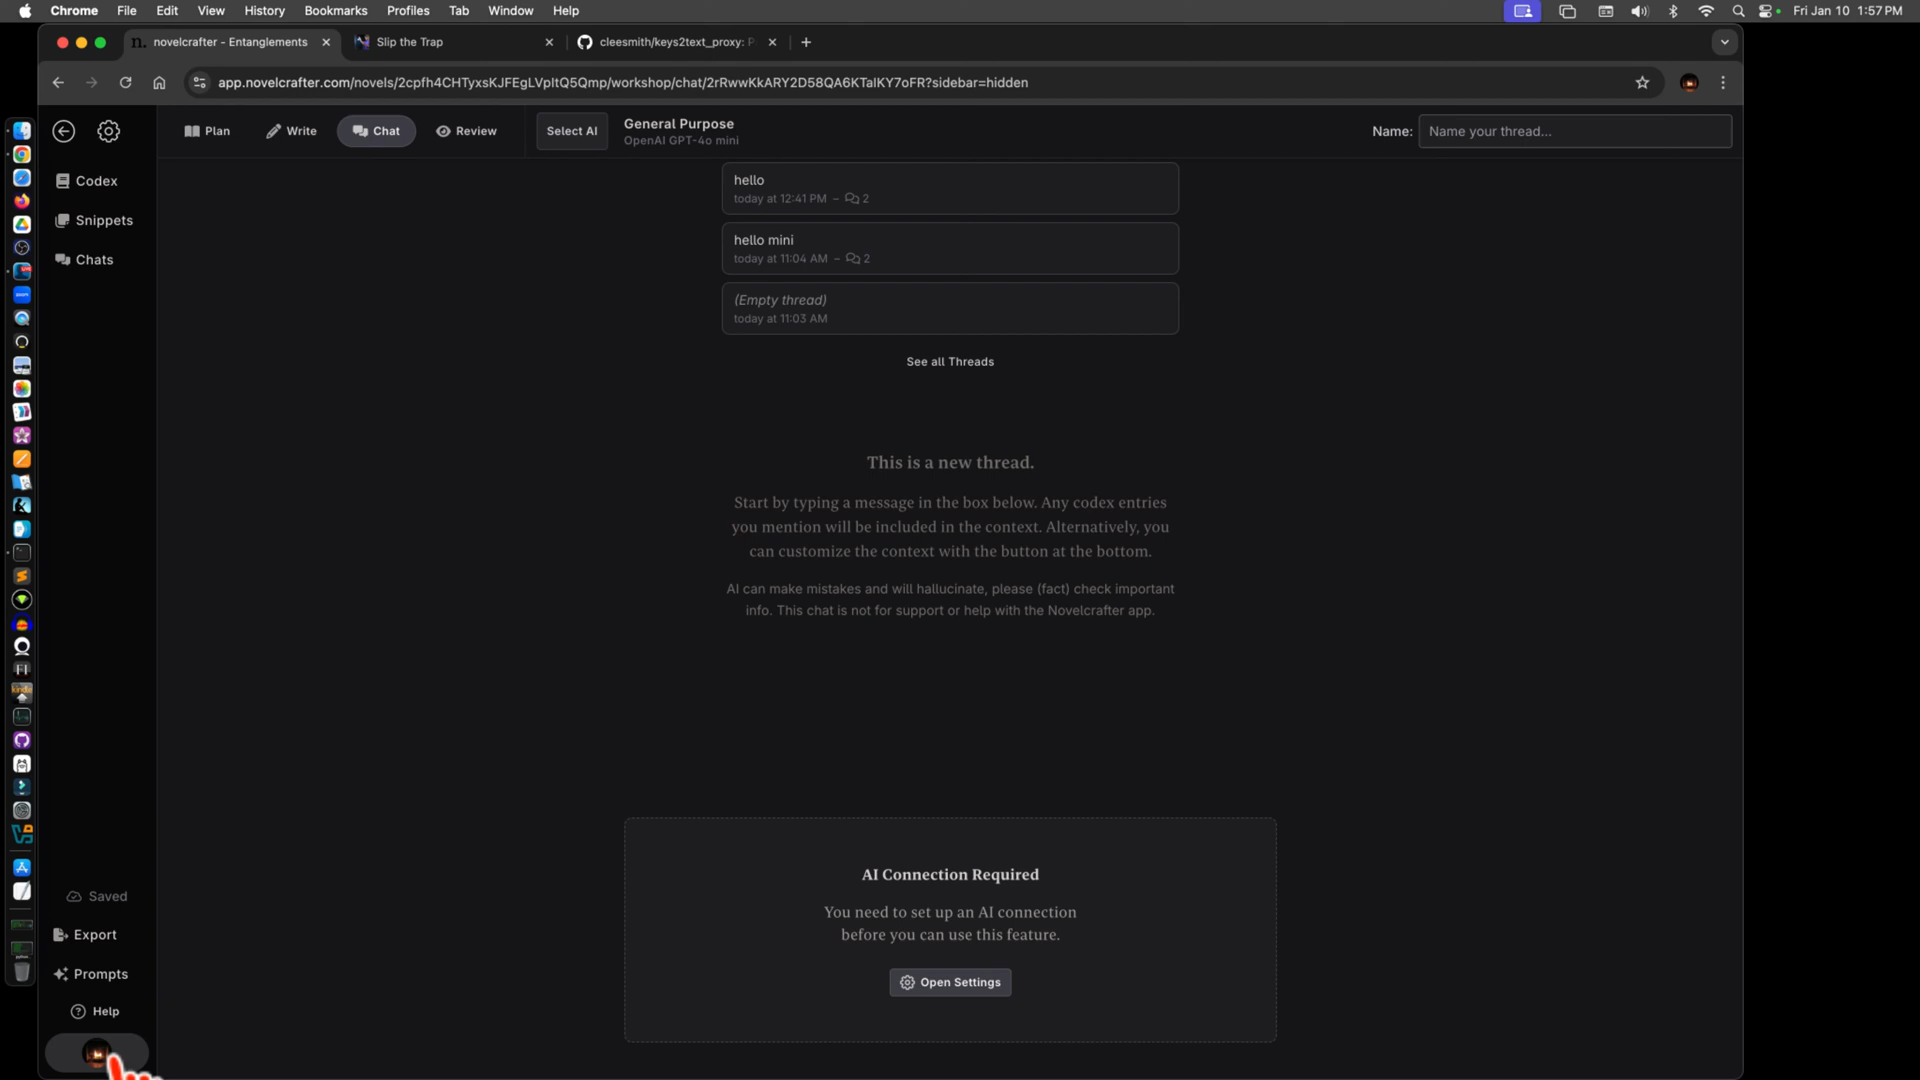 Chrome File Edit View History Bookmarks Profiles Tab Window Help Fri Jan 10 1:57 PM
n. novelcrafter - Entanglements Slip the Trap cleesmith/keys2text_proxy: P
app.novelcrafter.com/novels/2cpfh4CHTyxsKJFEgLVpItQ5Qmp/workshop/chat/2rRwwKkARY2D58QA6KTalKY7oFR?sidebar=hidden
Plan Write Chat Review Select AI General Purpose
OpenAI GPT-4o mini
Name: Name your thread...
Codex
Snippets
Chats
hello
today at 12:41 PM – 2
hello mini
today at 11:04 AM – 2
(Empty thread)
today at 11:03 AM
See all Threads
This is a new thread.
Start by typing a message in the box below. Any codex entries
you mention will be included in the context. Alternatively, you
can customize the context with the button at the bottom.
AI can make mistakes and will hallucinate, please (fact) check important
info. This chat is not for support or help with the Novelcrafter app.
AI Connection Required
You need to set up an AI connection
before you can use this feature.
Open Settings
Saved
Export
Prompts
Help